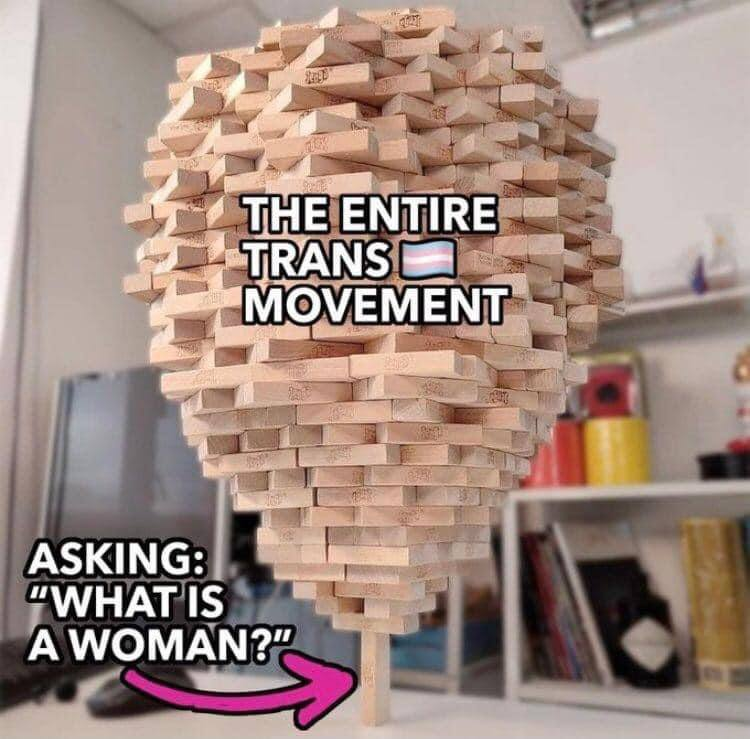 THE ENTIRE
TRANS 🏳️‍⚧️
MOVEMENT
ASKING:
"WHAT IS
A WOMAN?"